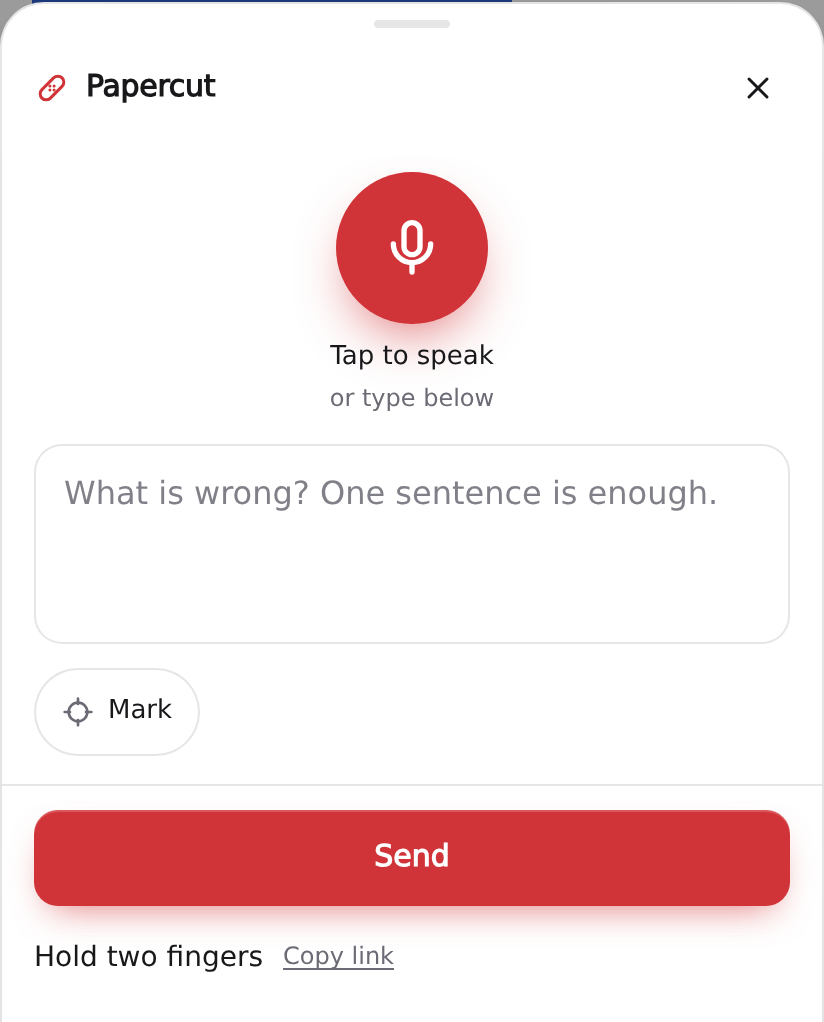 Papercut
Tap to speak
or type below
What is wrong? One sentence is enough.
Mark
Send
Hold two fingers Copy link